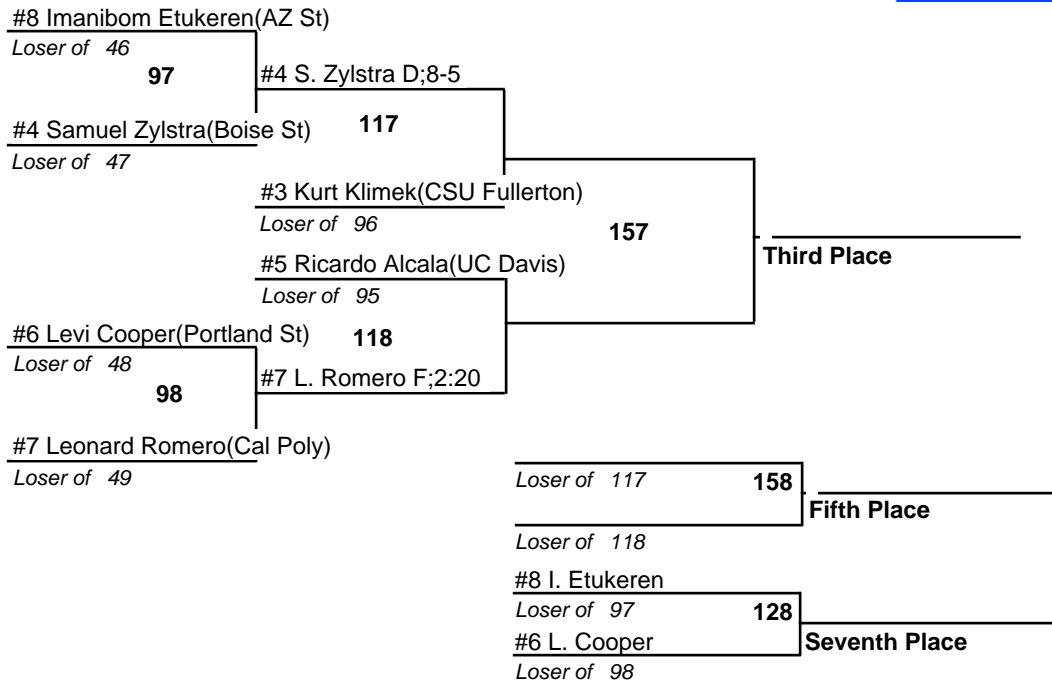 #8 Imanibom Etukeren(AZ St)
Loser of 46
97
#4 S. Zylstra D;8-5
#4 Samuel Zylstra(Boise St)
117
Loser of 47
#3 Kurt Klimek(CSU Fullerton)
Loser of 96
157
Third Place
#5 Ricardo Alcala(UC Davis)
Loser of 95
#6 Levi Cooper(Portland St)
118
Loser of 48
98
#7 L. Romero F;2:20
#7 Leonard Romero(Cal Poly)
Loser of 49
Loser of 117
158
Fifth Place
Loser of 118
#8 I. Etukeren
Loser of 97
128
#6 L. Cooper
Seventh Place
Loser of 98